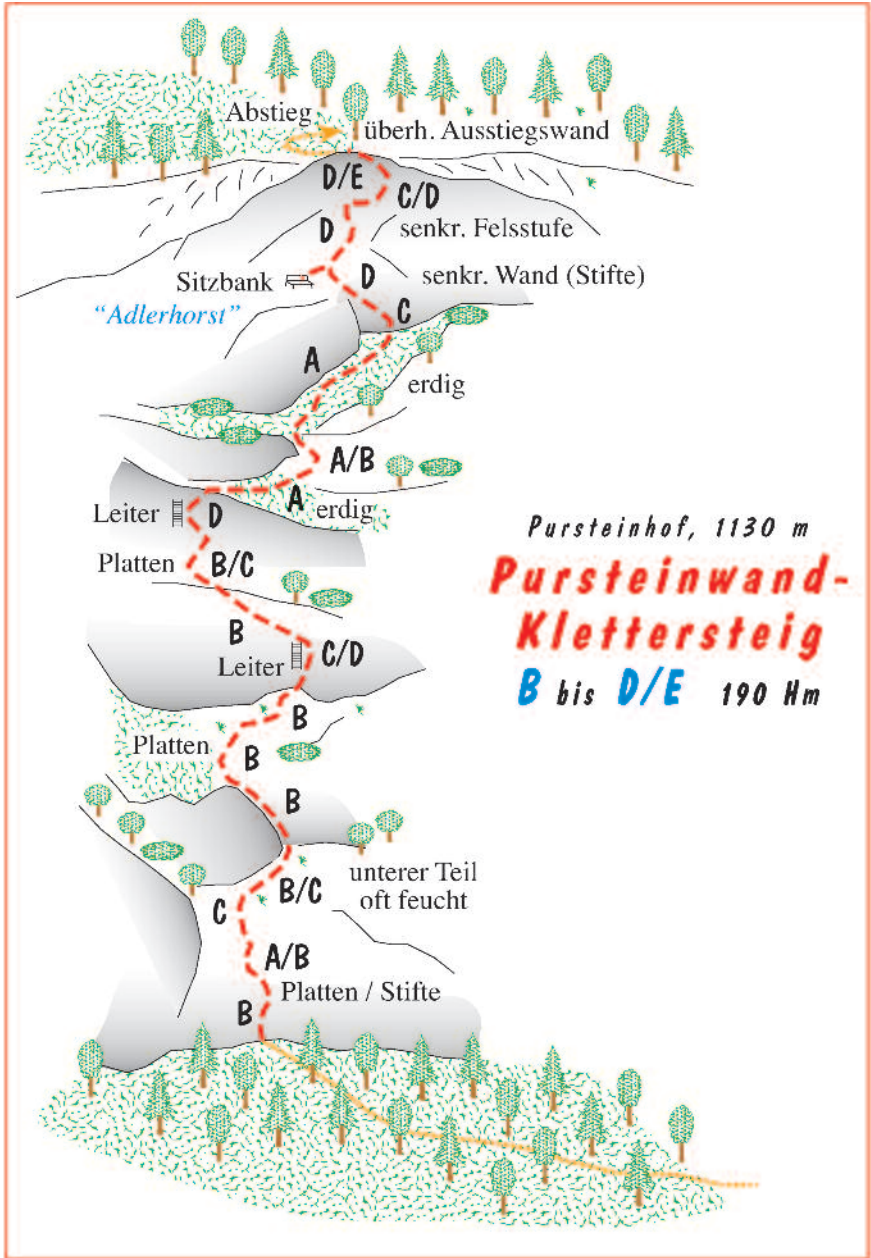 Abstieg
überh. Ausstiegswand
D/E
C/D
D
senkr. Felsstufe
Sitzbank
D
senkr. Wand (Stifte)
"Adlerhorst"
C
A
erdig
A/B
A
Leiter
D
erdig
Pursteinhof, 1130 m
Platten
B/C
Pursteinwand-
Klettersteig
B
C/D
Leiter
B bis D/E 190 Hm
B
Platten
B
B
unterer Teil
oft feucht
B/C
C
A/B
Platten / Stifte
B